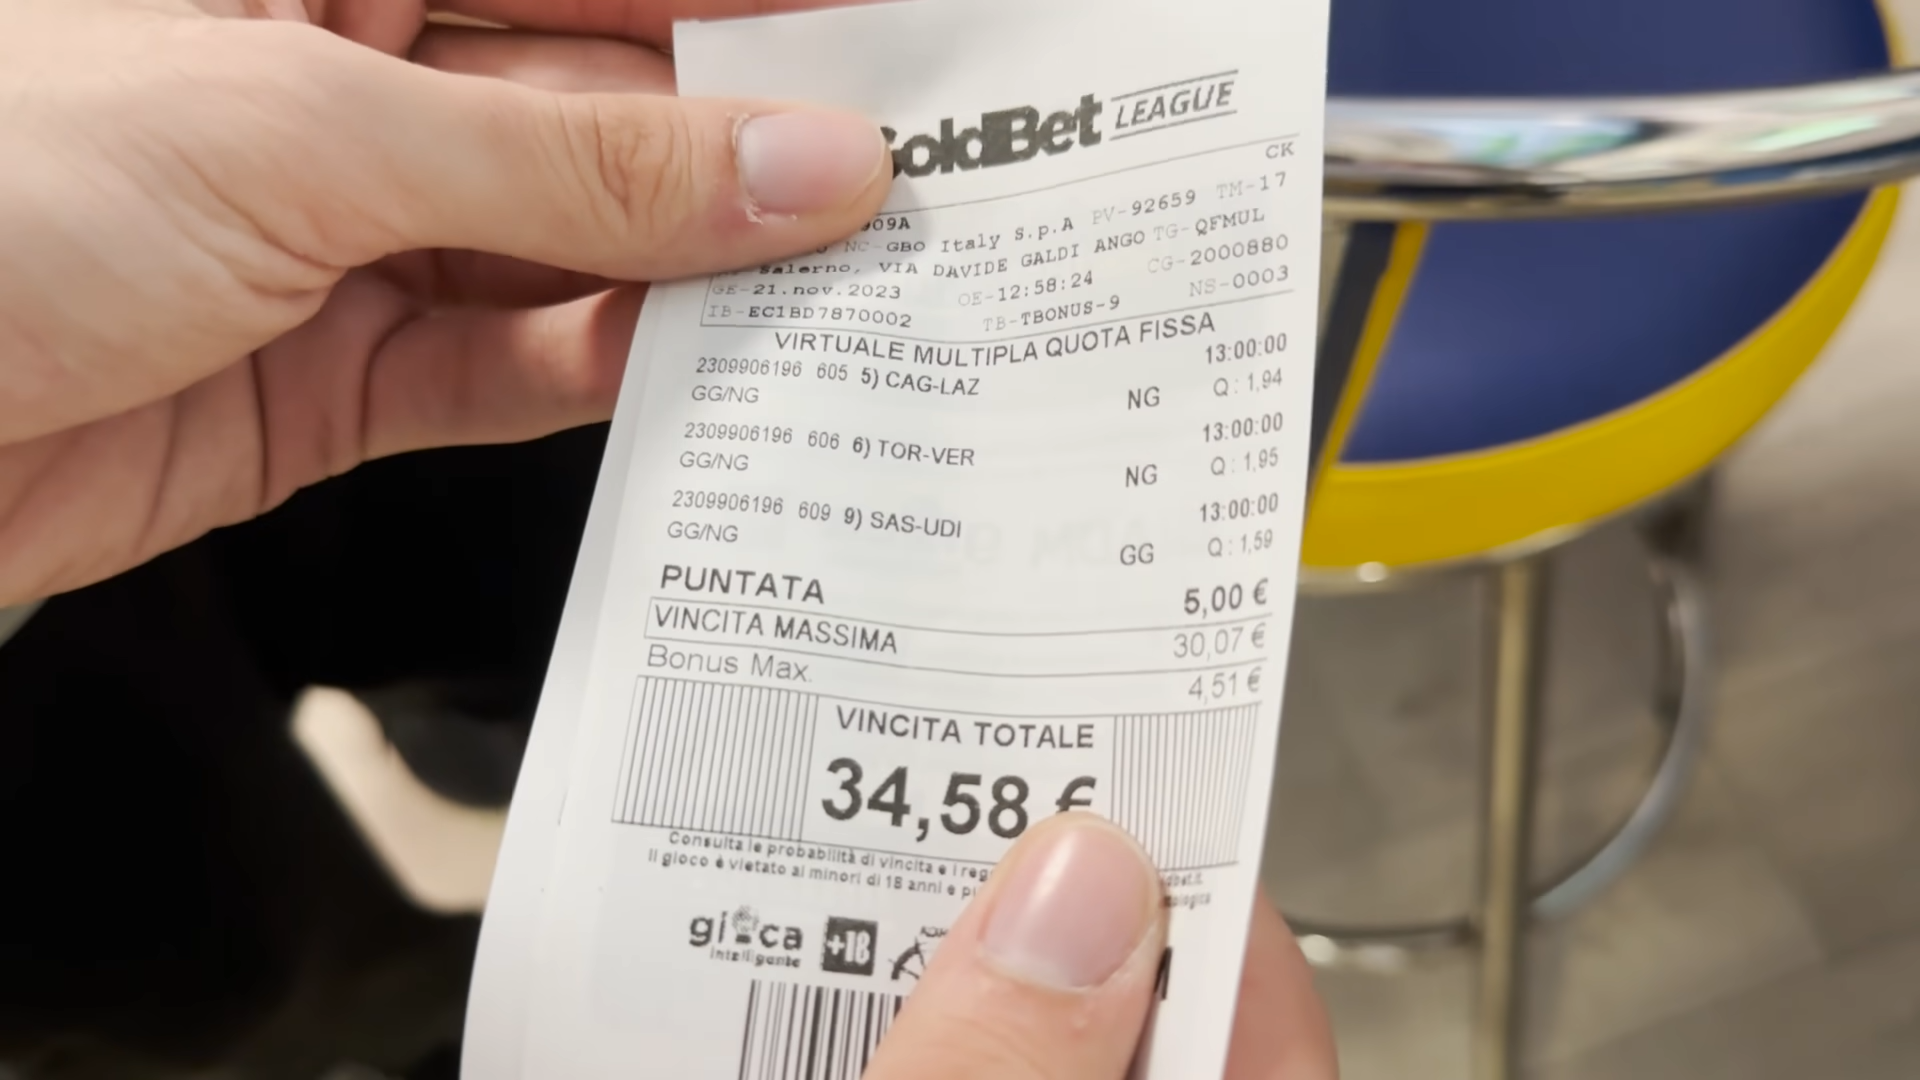 GoldBet LEAGUE
CK
909A
NC-GBO Italy S.p.A PV-92659 TM-17
Salerno, VIA DAVIDE GALDI ANGO TG-QFMUL
GE-21.nov.2023 OE-12:58:24 CG-2000880
IB-EC1BD7870002 TB-TBONUS-9 NS-0003
VIRTUALE MULTIPLA QUOTA FISSA
2309906196 605 5) CAG-LAZ 13:00:00
GG/NG NG Q: 1,94
2309906196 606 6) TOR-VER 13:00:00
GG/NG NG Q: 1,95
2309906196 609 9) SAS-UDI 13:00:00
GG/NG GG Q: 1,59
PUNTATA 5,00 €
VINCITA MASSIMA 30,07 €
Bonus Max. 4,51 €
VINCITA TOTALE
34,58 €
Consulta le probabilità di vincita e i
Il gioco è vietato ai minori di 18 anni e
gioca +18
intelligente